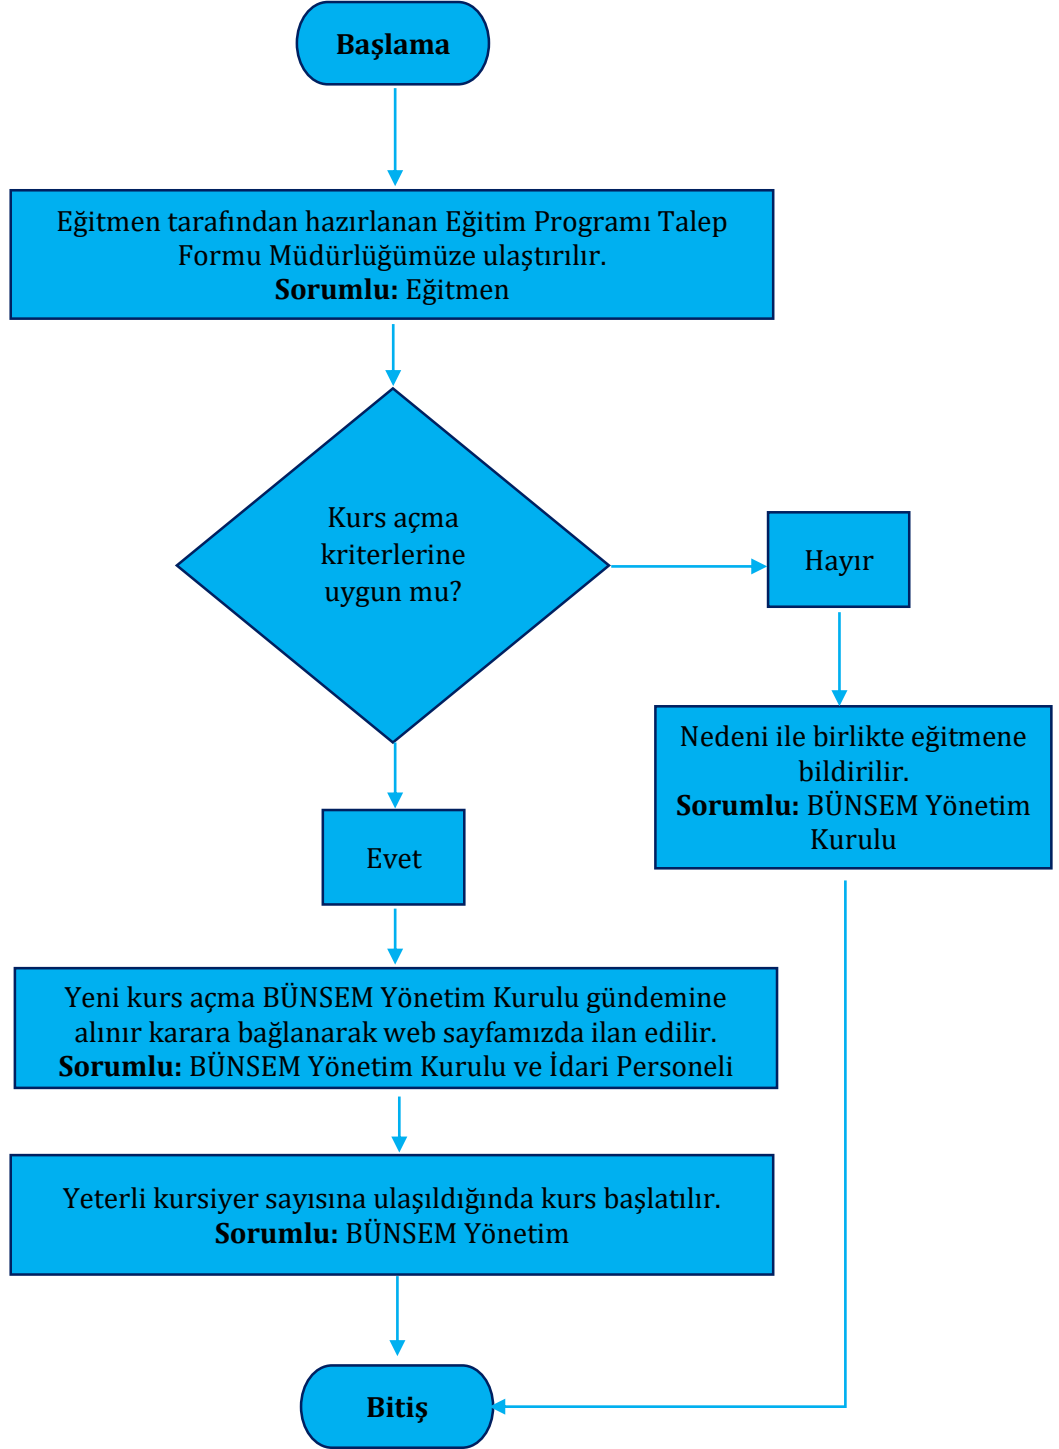 Başlama
Eğitmen tarafından hazırlanan Eğitim Programı Talep
Formu Müdürlüğümüze ulaştırılır.
Sorumlu: Eğitmen
Kurs açma
kriterlerine
uygun mu?
Hayır
Nedeni ile birlikte eğitmene
bildirilir.
Sorumlu: BÜNSEM Yönetim
Kurulu
Evet
Yeni kurs açma BÜNSEM Yönetim Kurulu gündemine
alınır karara bağlanarak web sayfamızda ilan edilir.
Sorumlu: BÜNSEM Yönetim Kurulu ve İdari Personeli
Yeterli kursiyer sayısına ulaşıldığında kurs başlatılır.
Sorumlu: BÜNSEM Yönetim
Bitiş